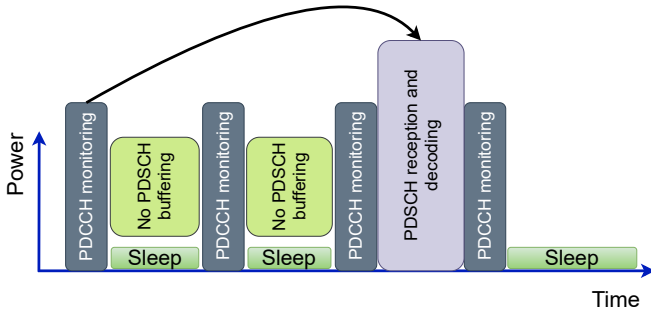 Power
PDCCH monitoring
No PDSCH
buffering
Sleep
PDCCH monitoring
No PDSCH
buffering
Sleep
PDCCH monitoring
PDSCH reception and
decoding
PDCCH monitoring
Sleep
Time